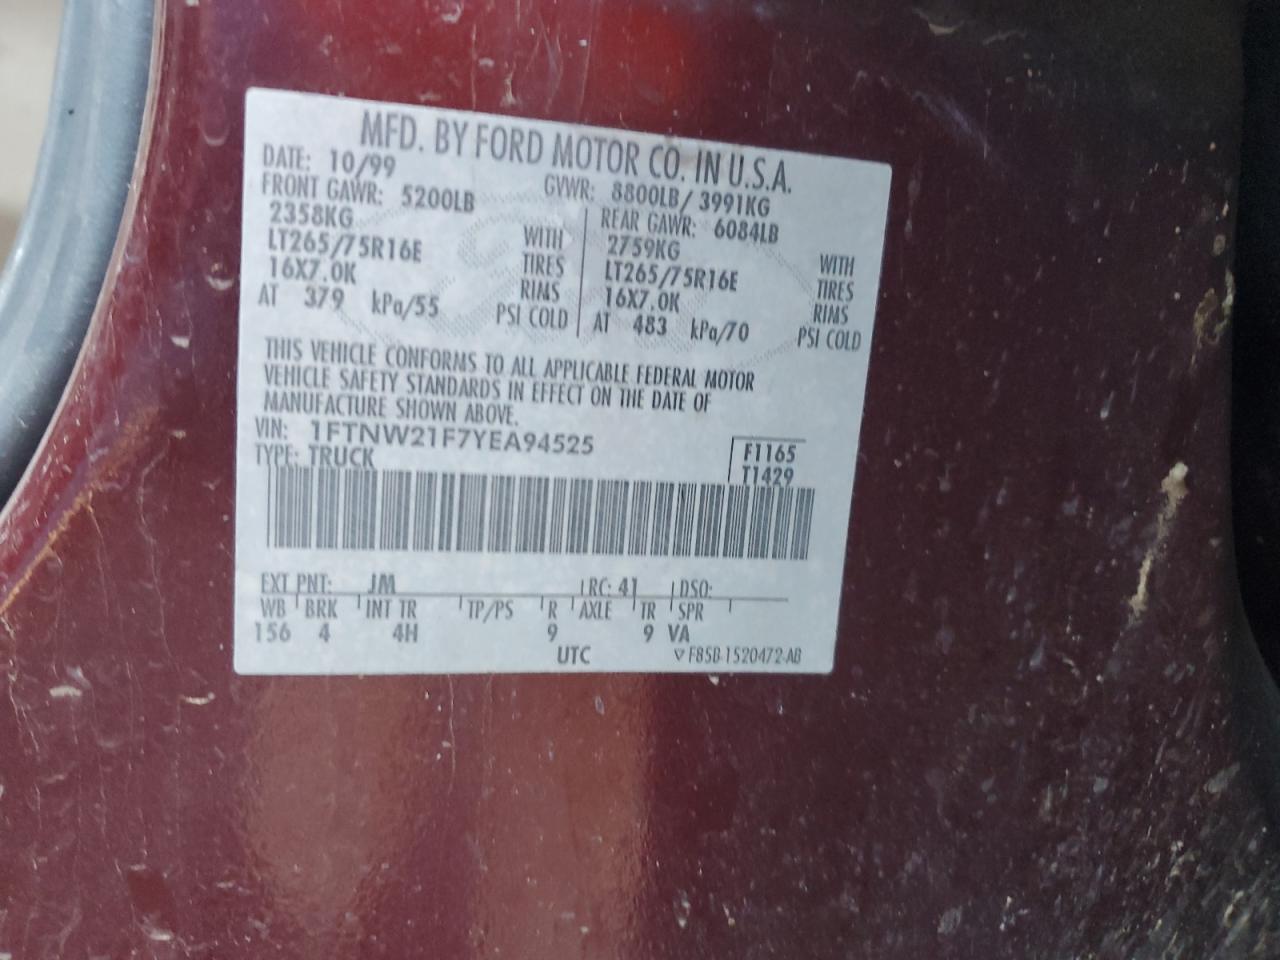 MFD. BY FORD MOTOR CO. IN U.S.A.
DATE: 10/99 GVWR: 8800LB/ 3991KG
FRONT GAWR: 5200LB REAR GAWR: 6084LB
2358KG WITH 2759KG WITH
LT265/75R16E TIRES LT265/75R16E TIRES
16X7.0K RIMS 16X7.0K RIMS
AT 379 kPa/55 PSI COLD AT 483 kPa/70 PSI COLD
THIS VEHICLE CONFORMS TO ALL APPLICABLE FEDERAL MOTOR
VEHICLE SAFETY STANDARDS IN EFFECT ON THE DATE OF
MANUFACTURE SHOWN ABOVE.
VIN: 1FTNW21F7YEA94525 F1165
TYPE: TRUCK T1429
EXT PNT: JM RC: 41 DSO:
WB BRK INT TR TP/PS R AXLE TR SPR
156 4 4H 9 9 VA
UTC ▽ F85B-1520472-AB